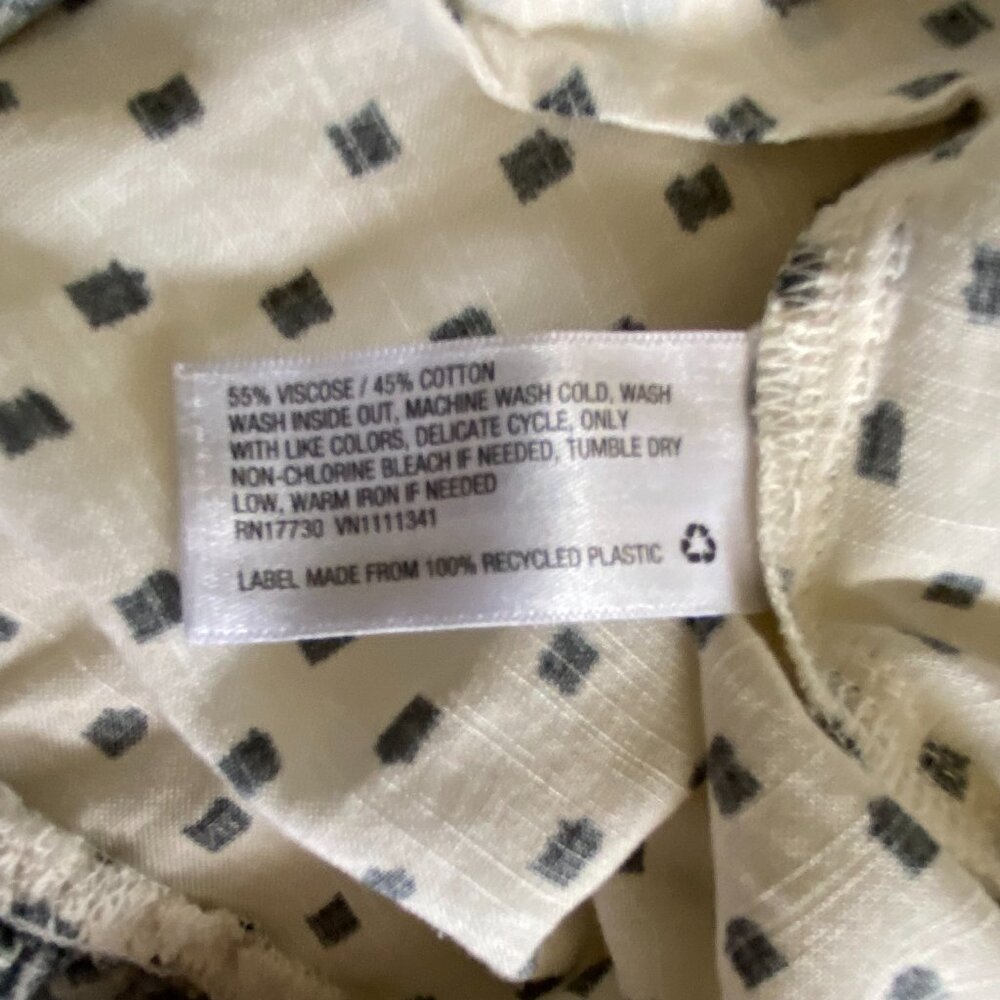 55% VISCOSE / 45% COTTON
WASH INSIDE OUT, MACHINE WASH COLD, WASH
WITH LIKE COLORS, DELICATE CYCLE, ONLY
NON-CHLORINE BLEACH IF NEEDED, TUMBLE DRY
LOW, WARM IRON IF NEEDED
RN17730 VN1111341
LABEL MADE FROM 100% RECYCLED PLASTIC